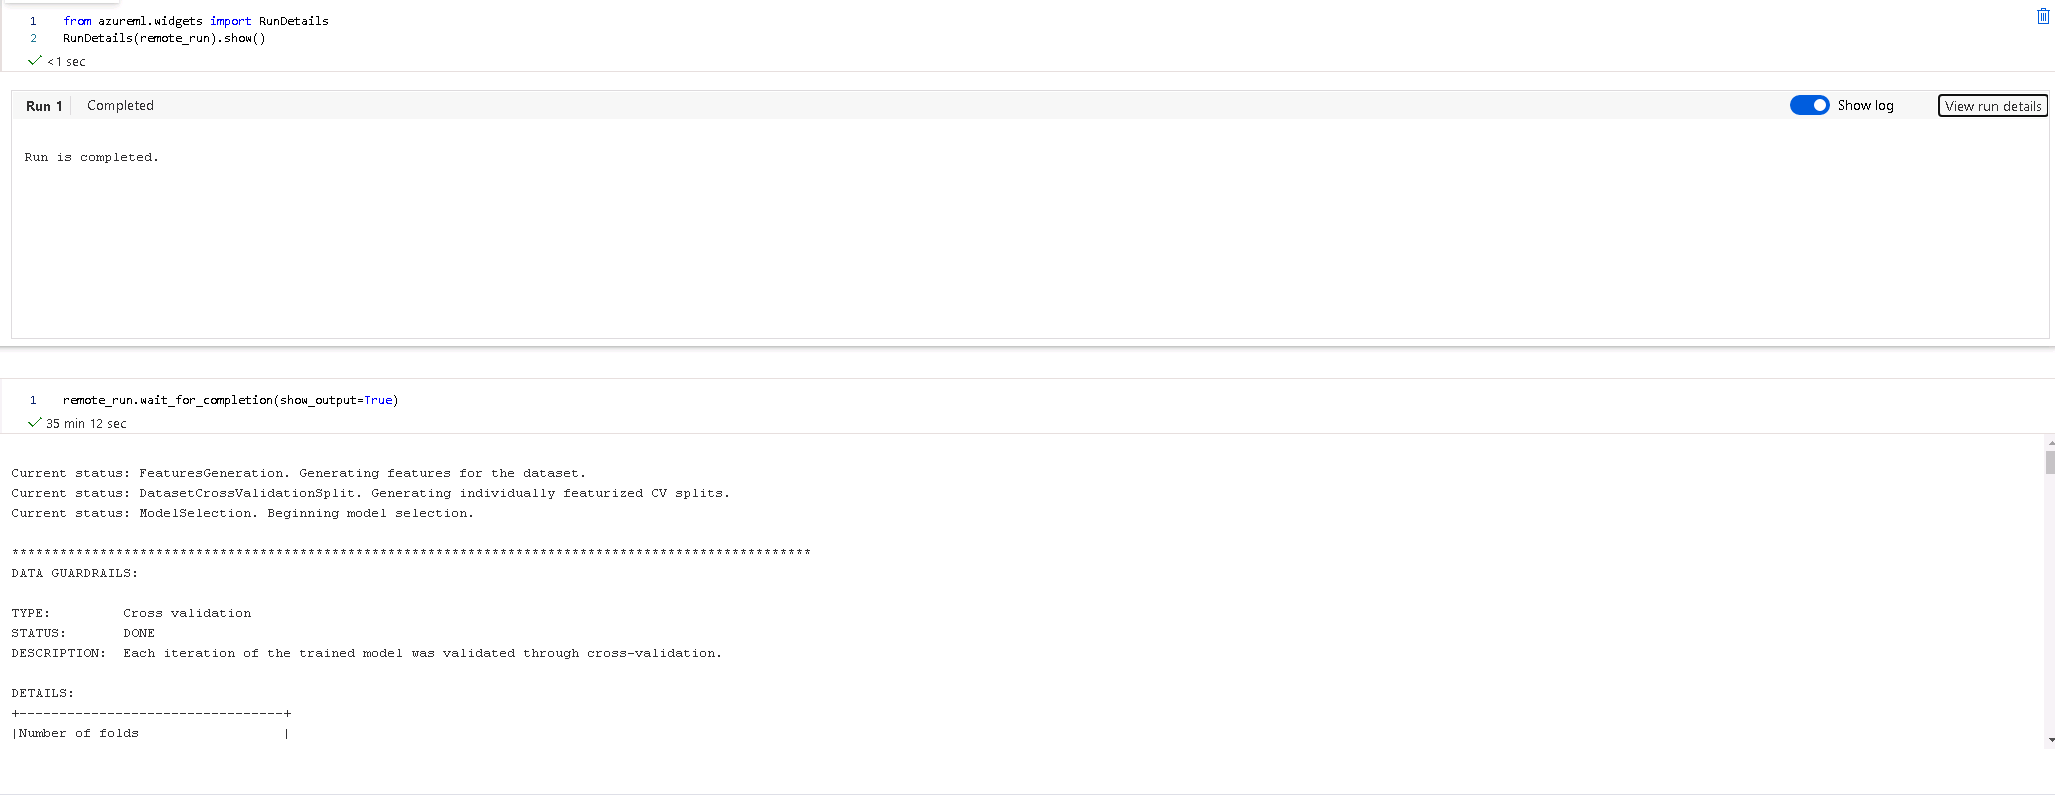 1 from azureml.widgets import RunDetails
2 RunDetails(remote_run).show()
<1 sec
Run 1 Completed Show log View run details
Run is completed.
1 remote_run.wait_for_completion(show_output=True)
35 min 12 sec
Current status: FeaturesGeneration. Generating features for the dataset.
Current status: DatasetCrossValidationSplit. Generating individually featurized CV splits.
Current status: ModelSelection. Beginning model selection.
****************************************************************************************************
DATA GUARDRAILS:
TYPE: Cross validation
STATUS: DONE
DESCRIPTION: Each iteration of the trained model was validated through cross-validation.
DETAILS:
+---------------------------------+
|Number of folds |